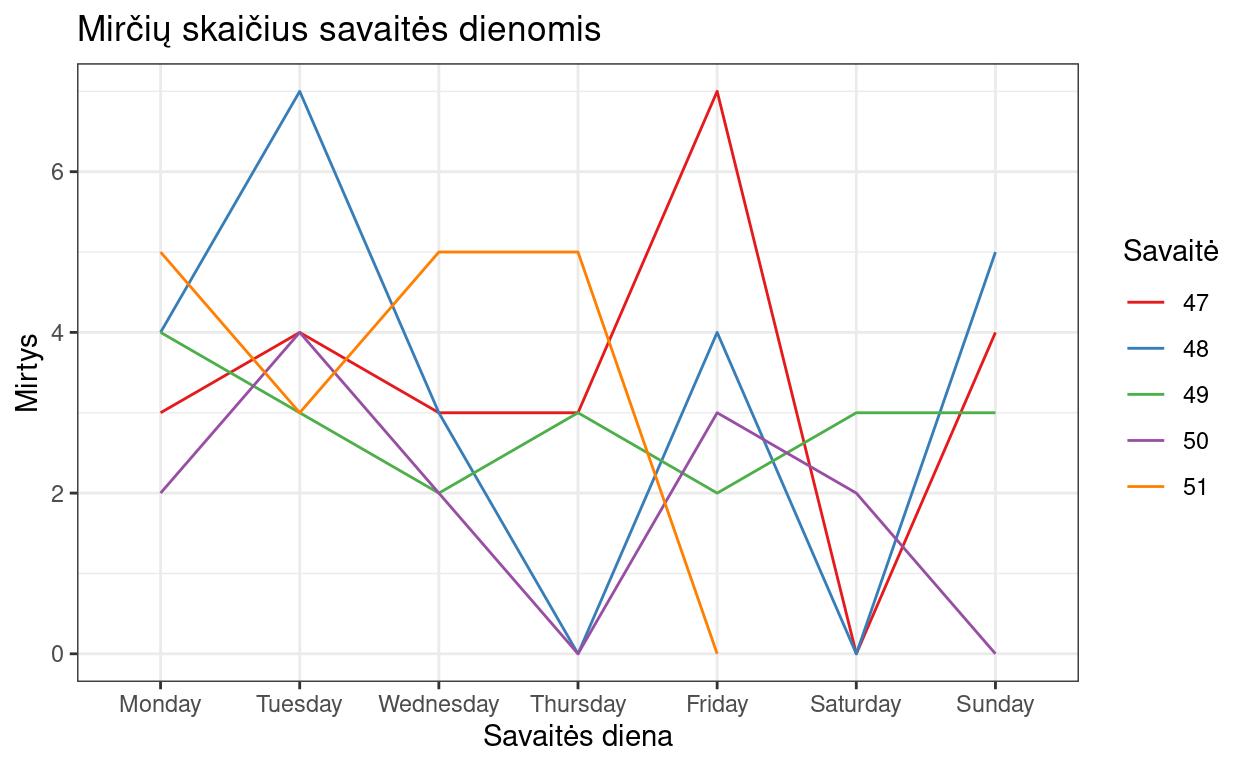 Mirčių skaičius savaitės dienomis
Mirtys
6
4
2
0
Monday Tuesday Wednesday Thursday Friday Saturday Sunday
Savaitės diena
Savaitė
47
48
49
50
51